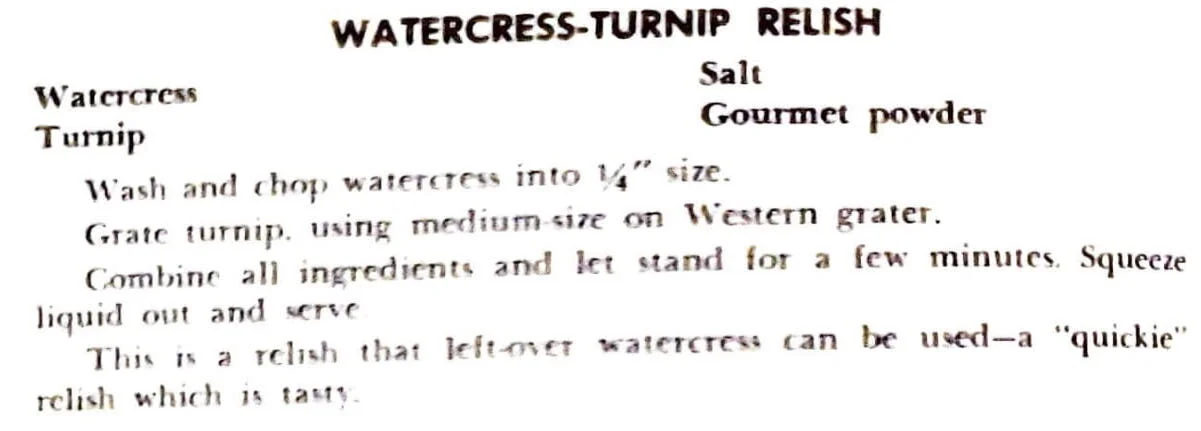 WATERCRESS-TURNIP RELISH
Watercress
Turnip
Salt
Gourmet powder
Wash and chop watercress into ¼" size.
Grate turnip, using medium-size on Western grater.
Combine all ingredients and let stand for a few minutes. Squeeze
liquid out and serve.
This is a relish that left-over watercress can be used—a "quickie"
relish which is tasty.